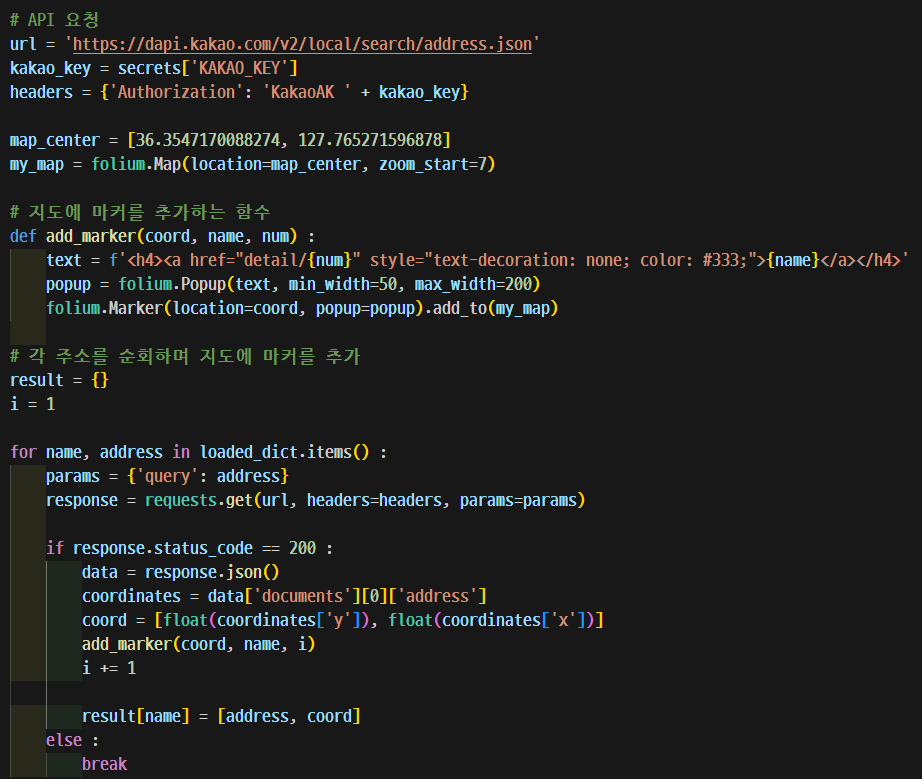 # API 요청
url = 'https://dapi.kakao.com/v2/local/search/address.json'
kakao_key = secrets['KAKAO_KEY']
headers = {'Authorization': 'KakaoAK ' + kakao_key}

map_center = [36.3547170088274, 127.765271596878]
my_map = folium.Map(location=map_center, zoom_start=7)

# 지도에 마커를 추가하는 함수
def add_marker(coord, name, num) :
    text = f'<h4><a href="detail/{num}" style="text-decoration: none; color: #333;">{name}</a></h4>'
    popup = folium.Popup(text, min_width=50, max_width=200)
    folium.Marker(location=coord, popup=popup).add_to(my_map)

# 각 주소를 순회하며 지도에 마커를 추가
result = {}
i = 1

for name, address in loaded_dict.items() :
    params = {'query': address}
    response = requests.get(url, headers=headers, params=params)

    if response.status_code == 200 :
        data = response.json()
        coordinates = data['documents'][0]['address']
        coord = [float(coordinates['y']), float(coordinates['x'])]
        add_marker(coord, name, i)
        i += 1

        result[name] = [address, coord]
    else :
        break